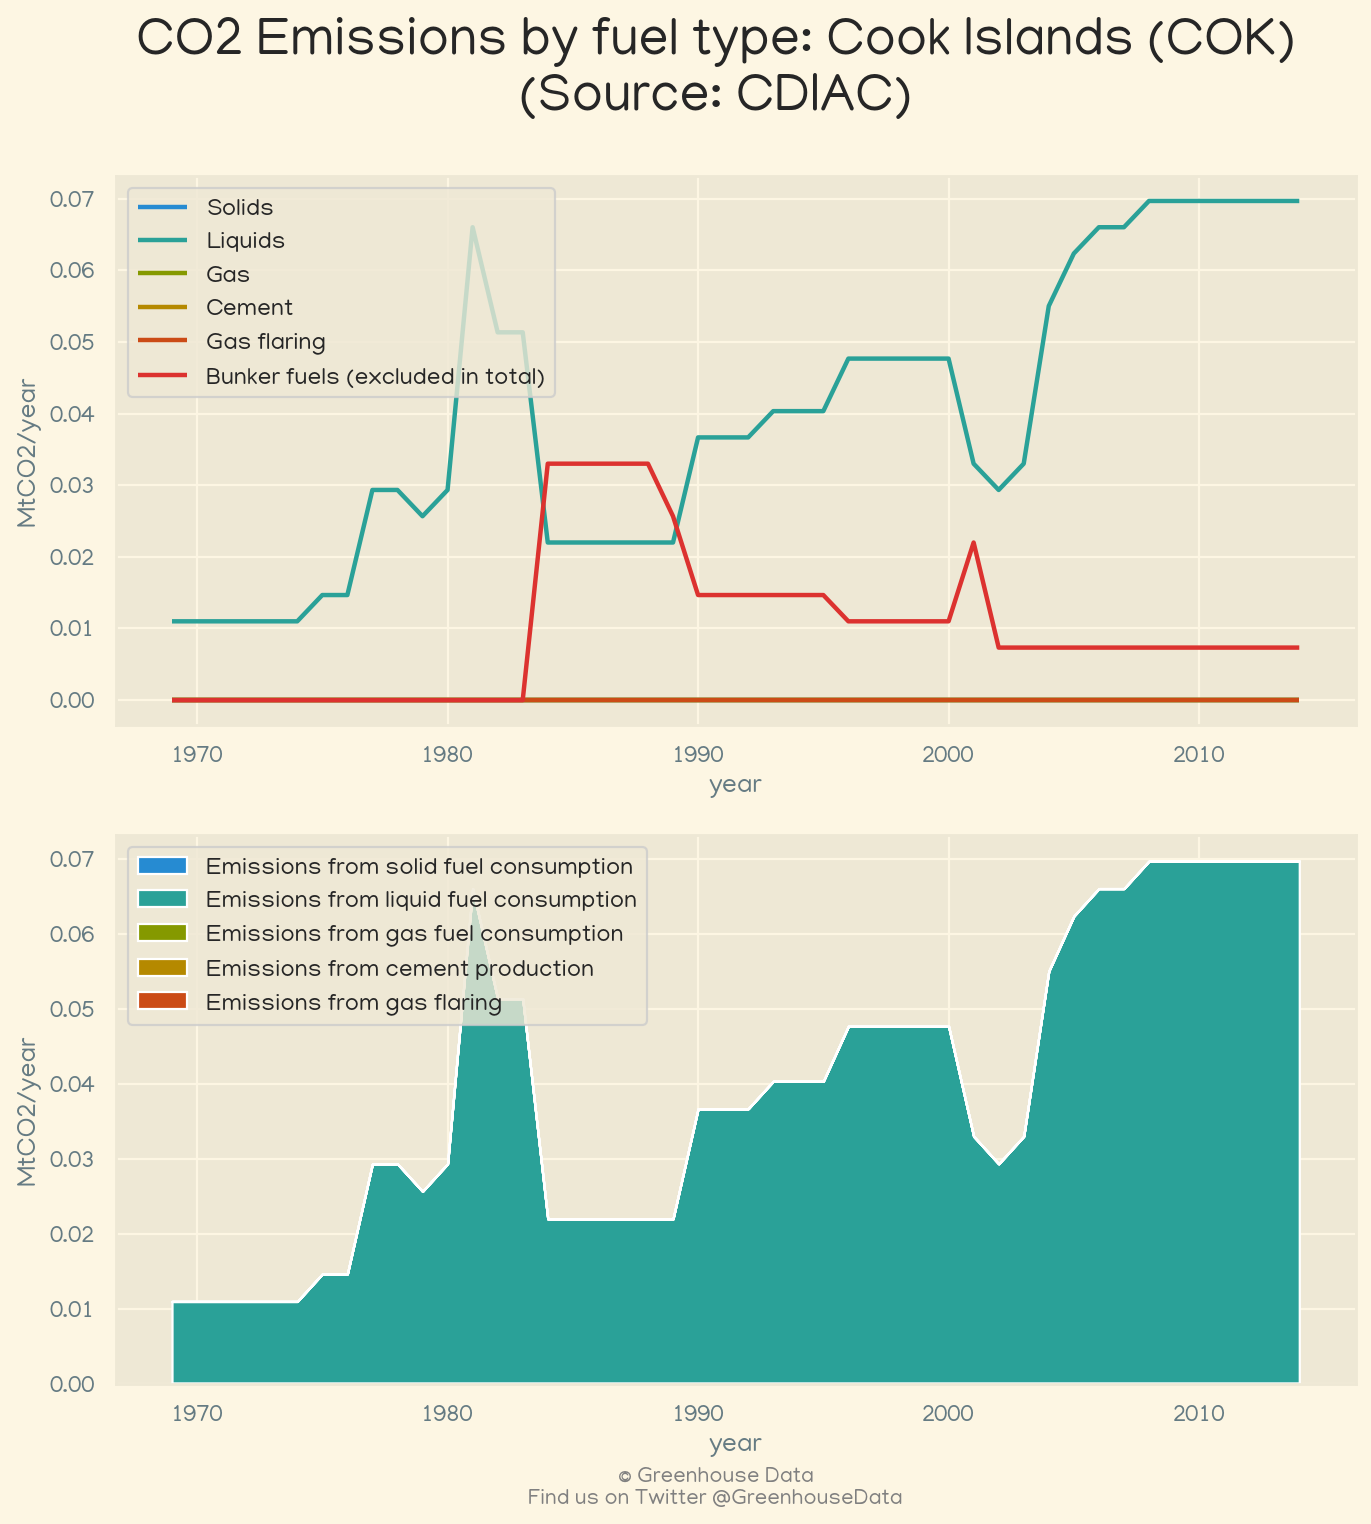 CO2 Emissions by fuel type: Cook Islands (COK)
(Source: CDIAC)
0.07
0.06
0.05
0.04
0.03
0.02
0.01
0.00
MtCO2/year
Solids
Liquids
Gas
Cement
Gas flaring
Bunker fuels (excluded in total)
1970 1980 1990 2000 2010
year
0.07
0.06
0.05
0.04
0.03
0.02
0.01
0.00
MtCO2/year
Emissions from solid fuel consumption
Emissions from liquid fuel consumption
Emissions from gas fuel consumption
Emissions from cement production
Emissions from gas flaring
1970 1980 1990 2000 2010
year
© Greenhouse Data
Find us on Twitter @GreenhouseData